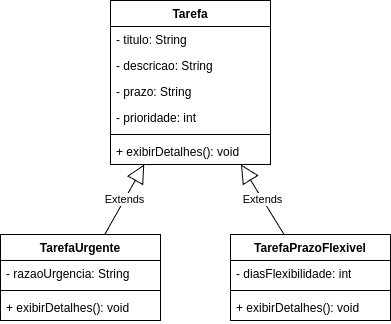 Tarefa
- titulo: String
- descricao: String
- prazo: String
- prioridade: int
+ exibirDetalhes(): void
Extends
Extends
TarefaUrgente
- razaoUrgencia: String
+ exibirDetalhes(): void
TarefaPrazoFlexivel
- diasFlexibilidade: int
+ exibirDetalhes(): void